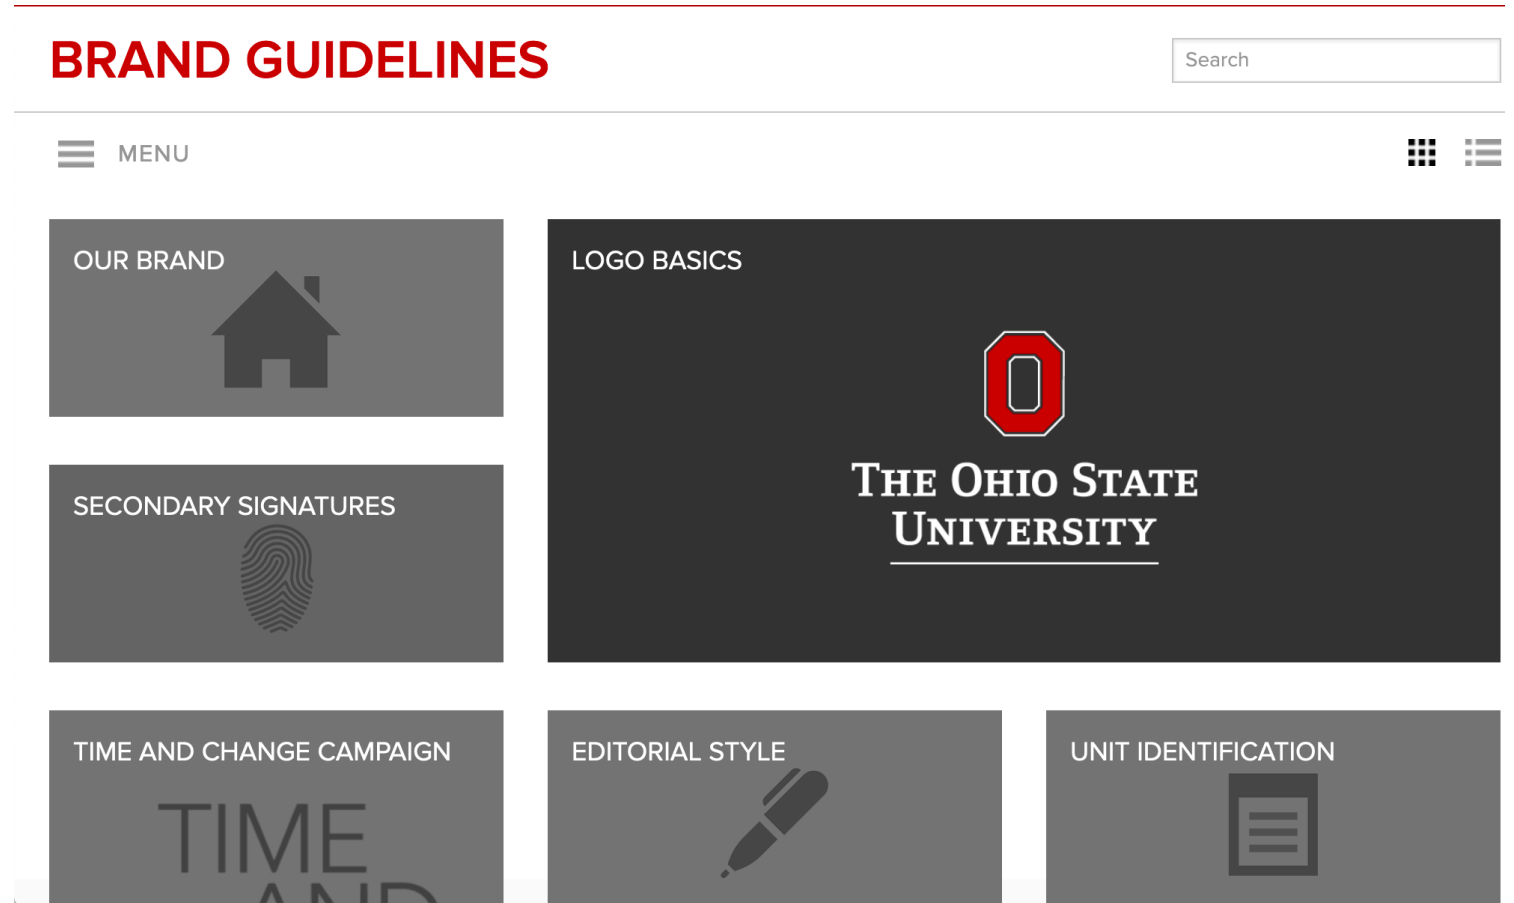 BRAND GUIDELINES
Search
MENU
OUR BRAND
LOGO BASICS
THE OHIO STATE
UNIVERSITY
SECONDARY SIGNATURES
TIME AND CHANGE CAMPAIGN
TIME
AND
EDITORIAL STYLE
UNIT IDENTIFICATION